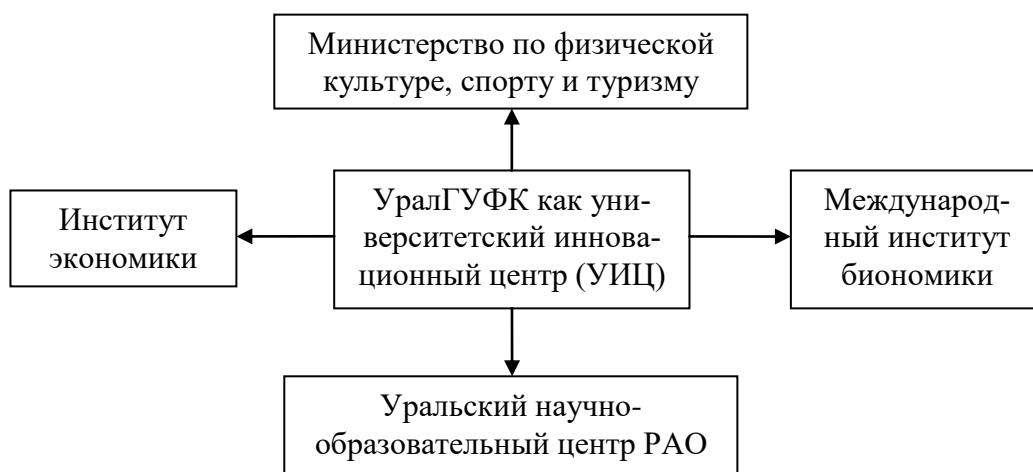 Министерство по физической
культуре, спорту и туризму
Институт
экономики
УралГУФК как уни-
верситетский иннова-
ционный центр (УИЦ)
Международ-
ный институт
биономики
Уральский научно-
образовательный центр РАО